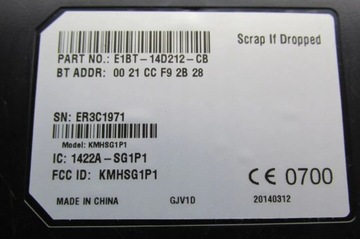 Scrap If Dropped
PART NO.: E1BT-14D212-CB
BT ADDR: 00 21 CC F9 2B 28
SN: ER3C1971
Model: KMHSG1P1
IC: 1422A-SG1P1
FCC ID: KMHSG1P1
CE 0700
MADE IN CHINA GJV1D 20140312